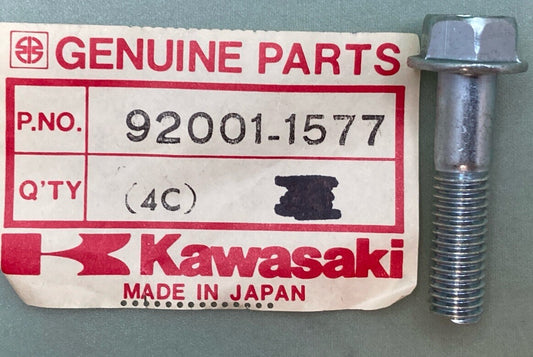 GENUINE PARTS
P.NO. 92001-1577
Q'TY (4C)
Kawasaki
MADE IN JAPAN